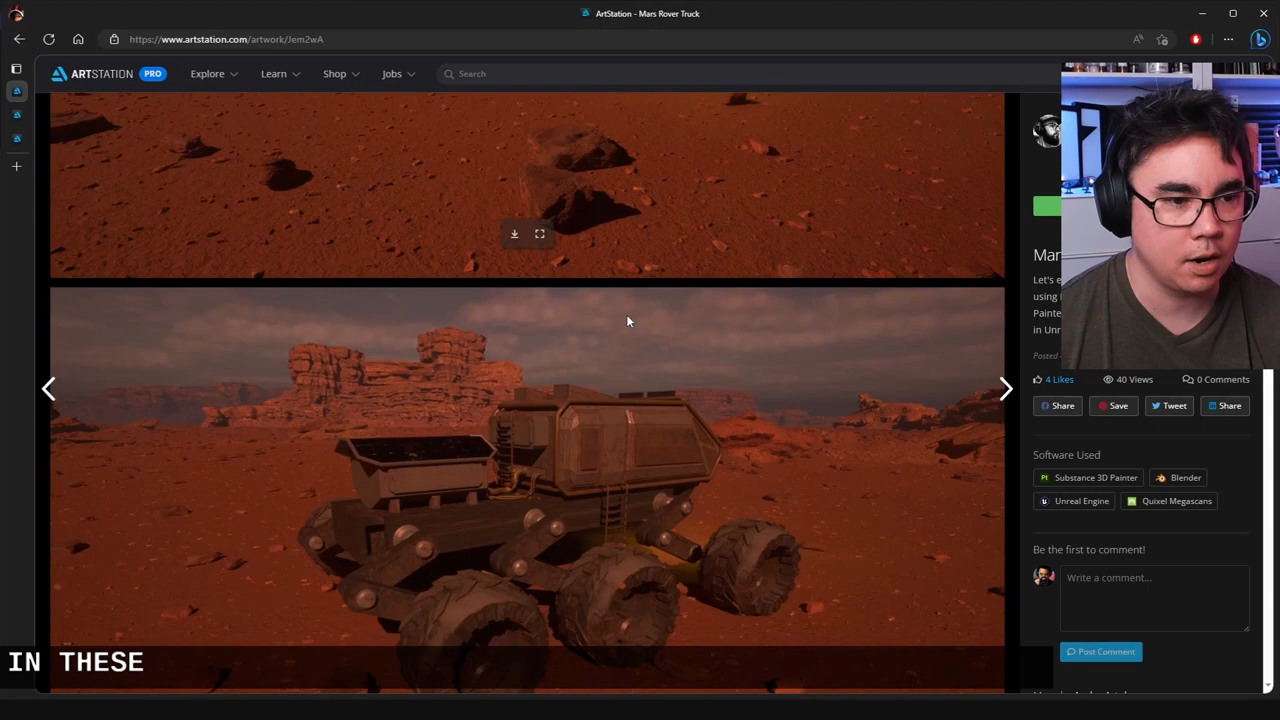 ArtStation - Mars Rover Truck
https://www.artstation.com/artwork/Jem2wA
ARTSTATION PRO
Explore
Learn
Shop
Jobs
Search
Mar
Let's e
using
Painte
in Unr
Posted
4 Likes
40 Views
0 Comments
Share
Save
Tweet
Share
Software Used
Pt Substance 3D Painter
Blender
Unreal Engine
Quixel Megascans
Be the first to comment!
Write a comment...
Post Comment
IN THESE